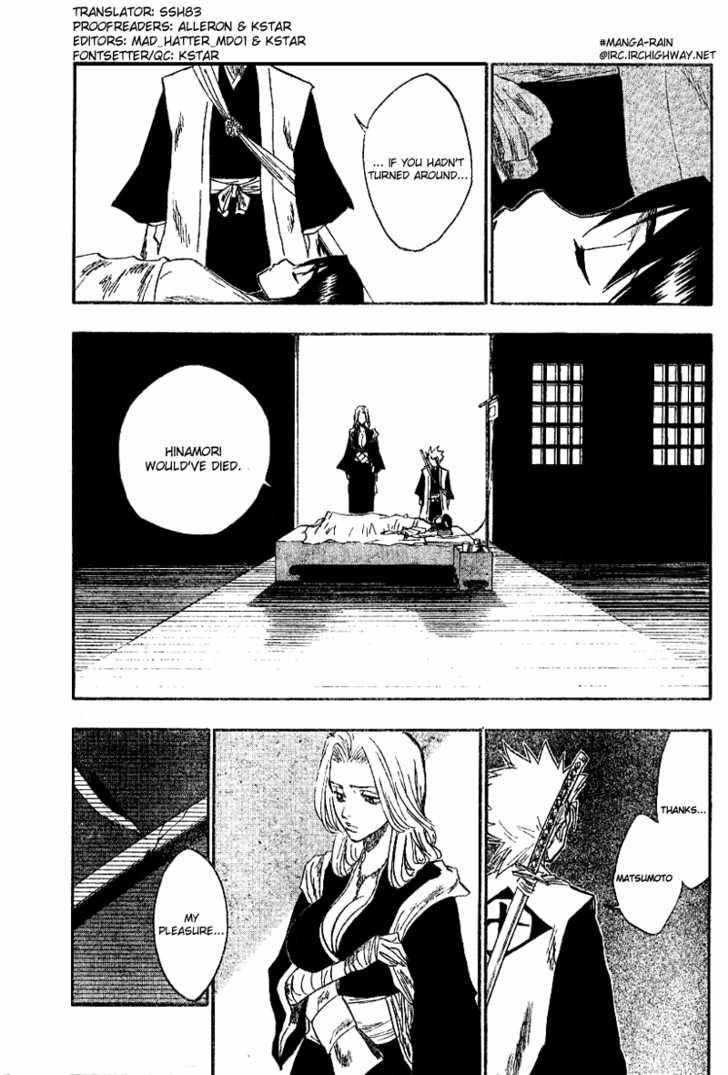 TRANSLATOR: SSH83
PROOFREADERS: ALLERON & KSTAR
EDITORS: MAD_HATTER_MD01 & KSTAR
FONTSETTER/QC: KSTAR
#MANGA-RAIN
@IRC.IRCHIGHWAY.NET
... IF YOU HADN'T
TURNED AROUND...
HINAMORI
WOULD'VE DIED.
THANKS...
MATSUMOTO
MY
PLEASURE...